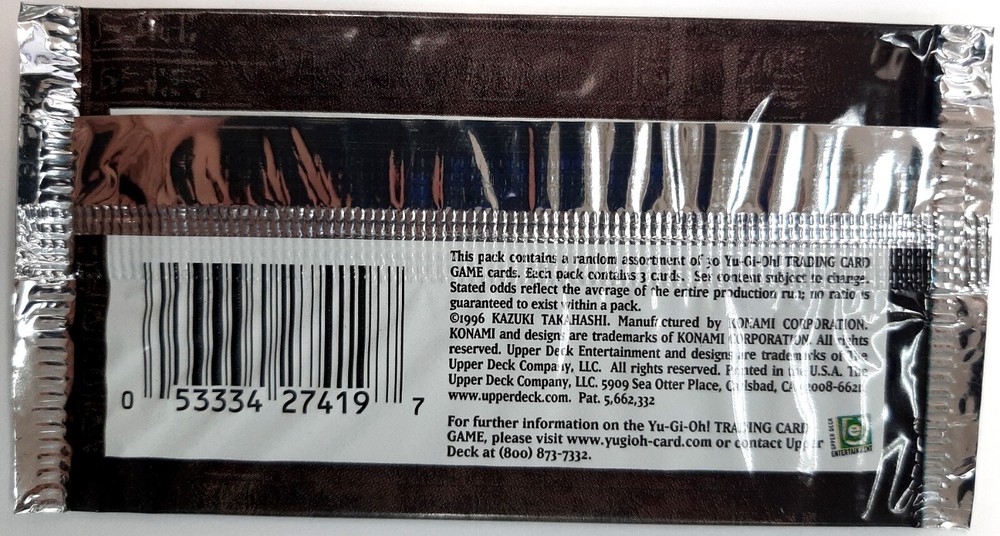 This pack contains a random assortment of 30 Yu-Gi-Oh! TRADING CARD
GAME cards. Each pack contains 3 cards. Set content subject to change.
Stated odds reflect the average of the entire production run; no ratio is
guaranteed to exist within a pack.
©1996 KAZUKI TAKAHASHI. Manufactured by KONAMI CORPORATION.
KONAMI and designs are trademarks of KONAMI CORPORATION. All rights
reserved. Upper Deck Entertainment and designs are trademarks of The
Upper Deck Company, LLC. All rights reserved. Printed in the U.S.A. The
Upper Deck Company, LLC. 5909 Sea Otter Place, Carlsbad, CA
www.upperdeck.com. Pat. 5,662,332
For further information on the Yu-Gi-Oh! TRADING CARD
GAME, please visit www.yugioh-card.com or contact Upper
Deck at (800) 873-7332.
UPPER DECK
e
ENTERTAINMENT
0 53334 27419 7